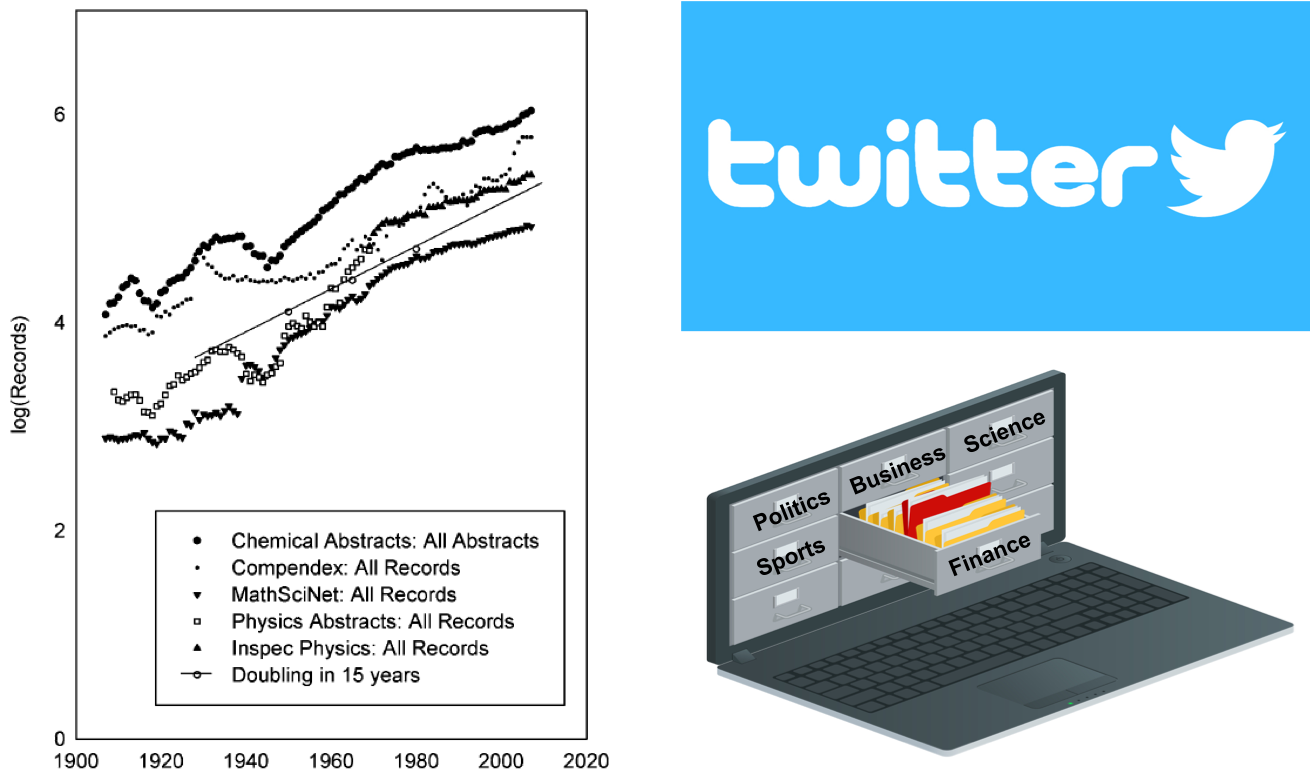 log(Records)
6
4
2
0
1900 1920 1940 1960 1980 2000 2020
Chemical Abstracts: All Abstracts
Compendex: All Records
MathSciNet: All Records
Physics Abstracts: All Records
Inspec Physics: All Records
Doubling in 15 years
twitter
Politics Business Science
Sports Finance